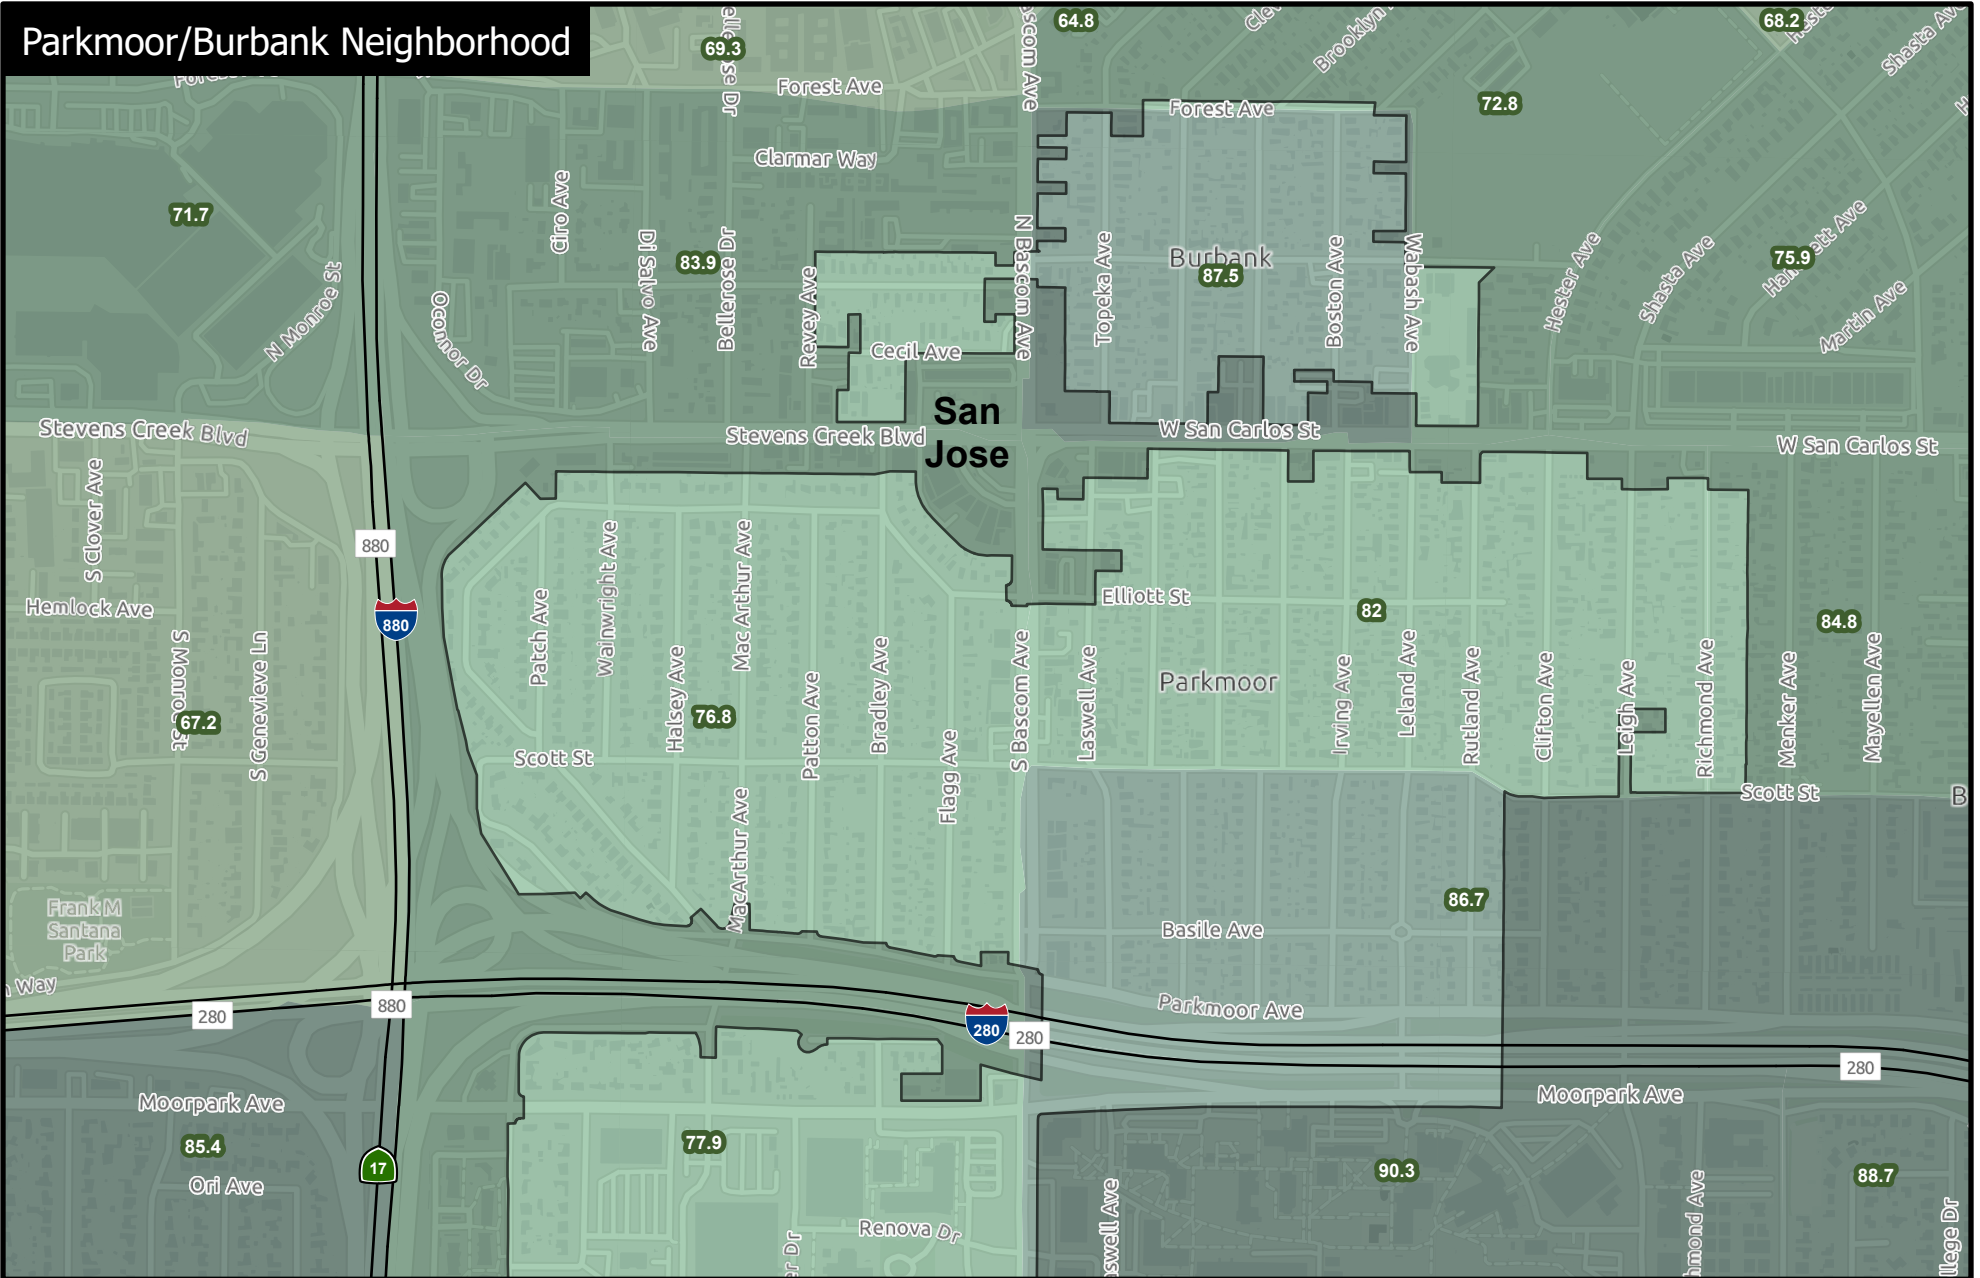 Parkmoor/Burbank Neighborhood
64.8
68.2
69.3
Brooklyn
Shasta Ave
Forest Ave
Forest Ave
72.8
Clarmar Way
71.7
Ciro Ave
Di Salvo Ave
83.9
Bellerose Dr
Revey Ave
N Bascom Ave
Topeka Ave
Burbank
87.5
Boston Ave
Wabash Ave
Hester Ave
Shasta Ave
75.9
Martin Ave
N Monroe St
Oconnor Dr
Cecil Ave
San
Jose
Stevens Creek Blvd
Stevens Creek Blvd
W San Carlos St
W San Carlos St
S Clover Ave
880
880
Hemlock Ave
S Monroe St
S Genevieve Ln
67.2
Patch Ave
Wainwright Ave
Halsey Ave
Mac Arthur Ave
76.8
Patton Ave
Bradley Ave
Flagg Ave
S Bascom Ave
Elliott St
Laswell Ave
Parkmoor
82
Irving Ave
Leland Ave
Rutland Ave
Clifton Ave
Leigh Ave
Richmond Ave
Menker Ave
84.8
Mayellen Ave
Scott St
Scott St
B
MacArthur Ave
Frank M
Santana
Park
86.7
Basile Ave
Way
280
880
Parkmoor Ave
280
280
280
Moorpark Ave
Moorpark Ave
85.4
17
Ori Ave
77.9
Renova Dr
90.3
88.7